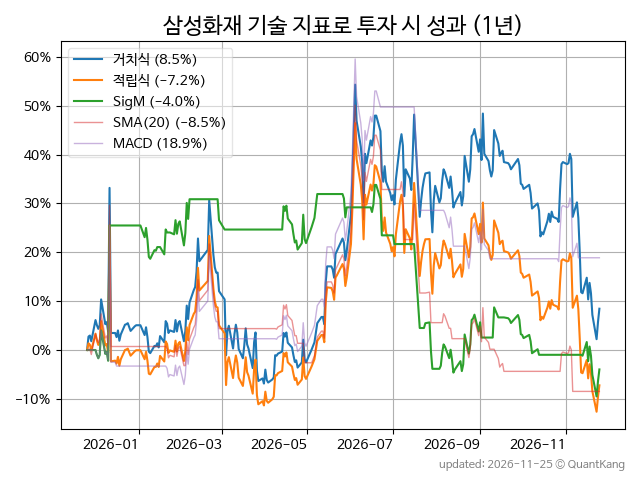 삼성화재 기술 지표로 투자 시 성과 (1년)
60%
50%
40%
30%
20%
10%
0%
−10%
거치식 (8.5%)
적립식 (−7.2%)
SigM (−4.0%)
SMA(20) (−8.5%)
MACD (18.9%)
2026-01
2026-03
2026-05
2026-07
2026-09
2026-11
updated: 2026-11-25 © QuantKang